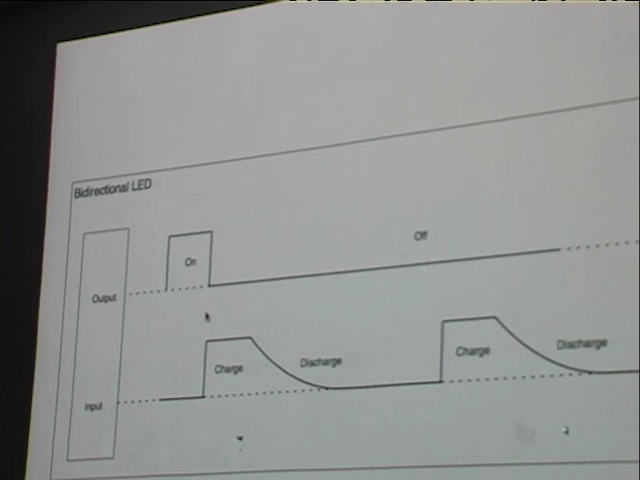 Bidirectional LED
Off
On
Output
Charge
Discharge
Charge
Discharge
Input